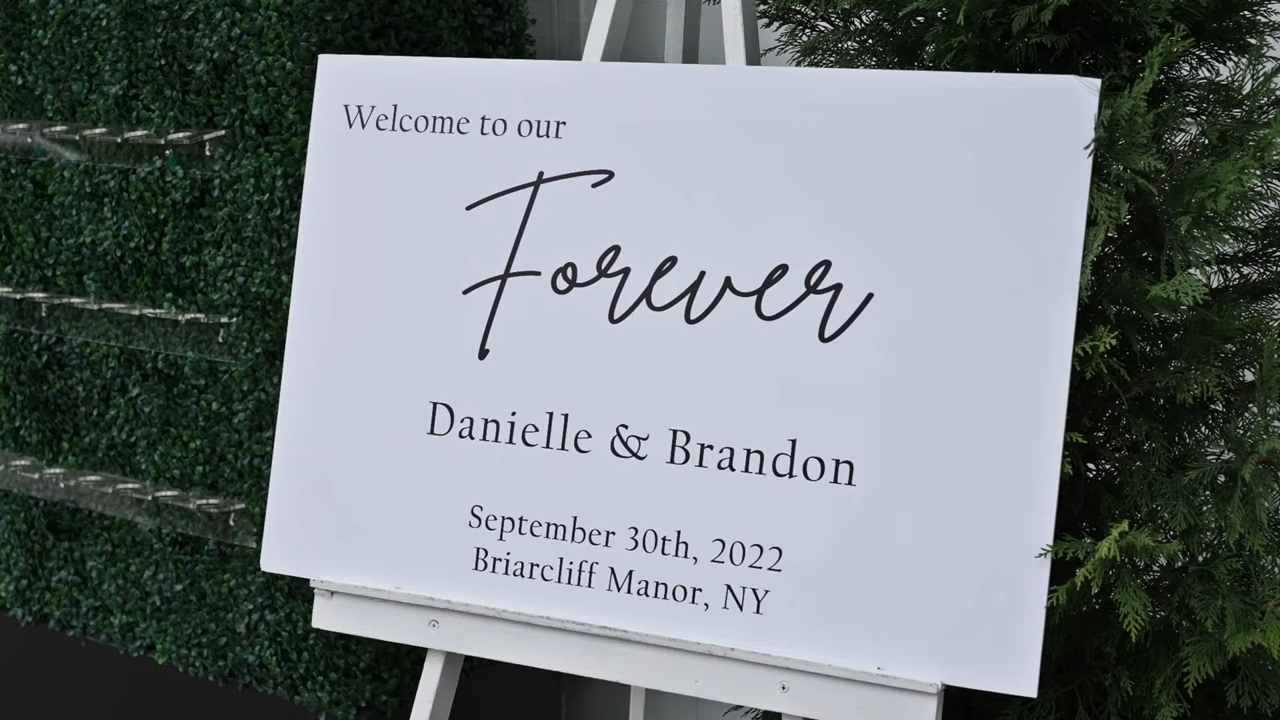 Welcome to our
Forever
Danielle & Brandon
September 30th, 2022
Briarcliff Manor, NY